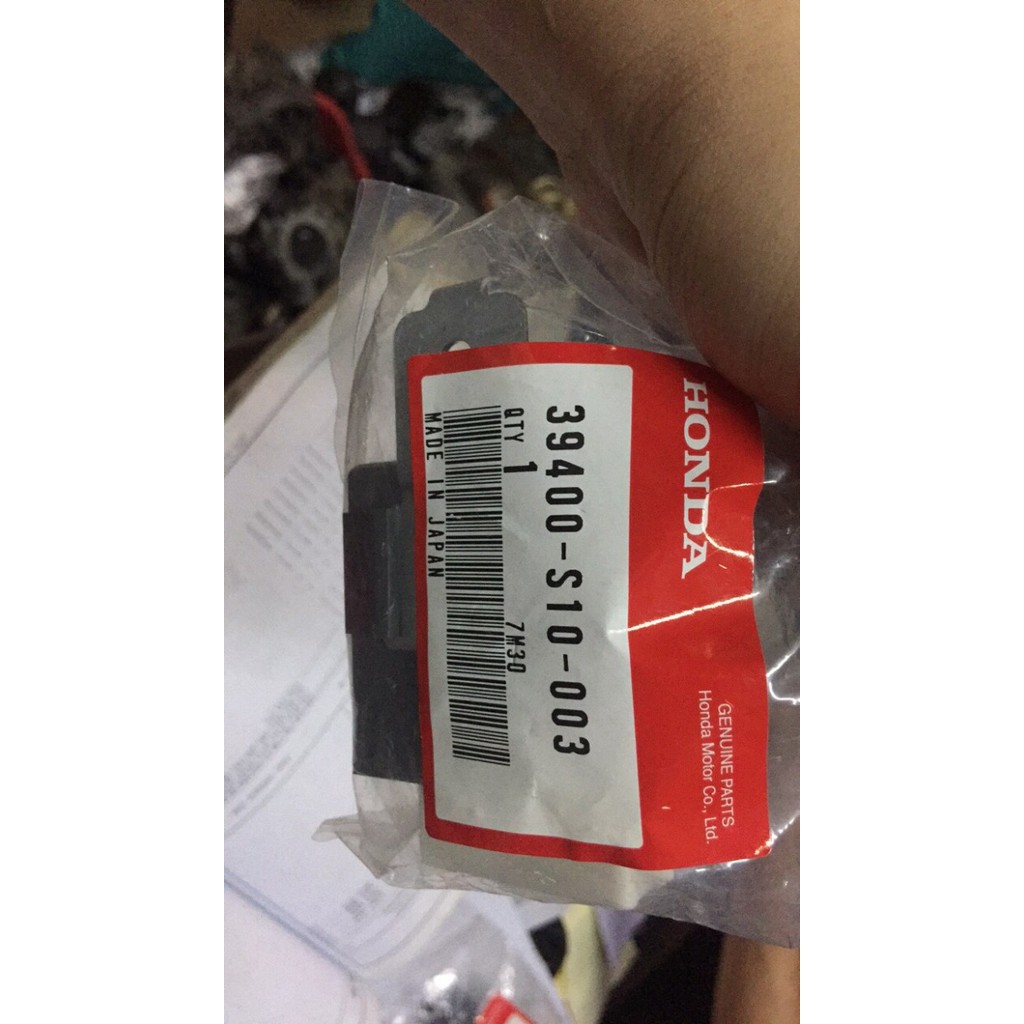 HONDA
GENUINE PARTS
Honda Motor Co., Ltd.
39400-S10-003
QTY 1 7M30
MADE IN JAPAN